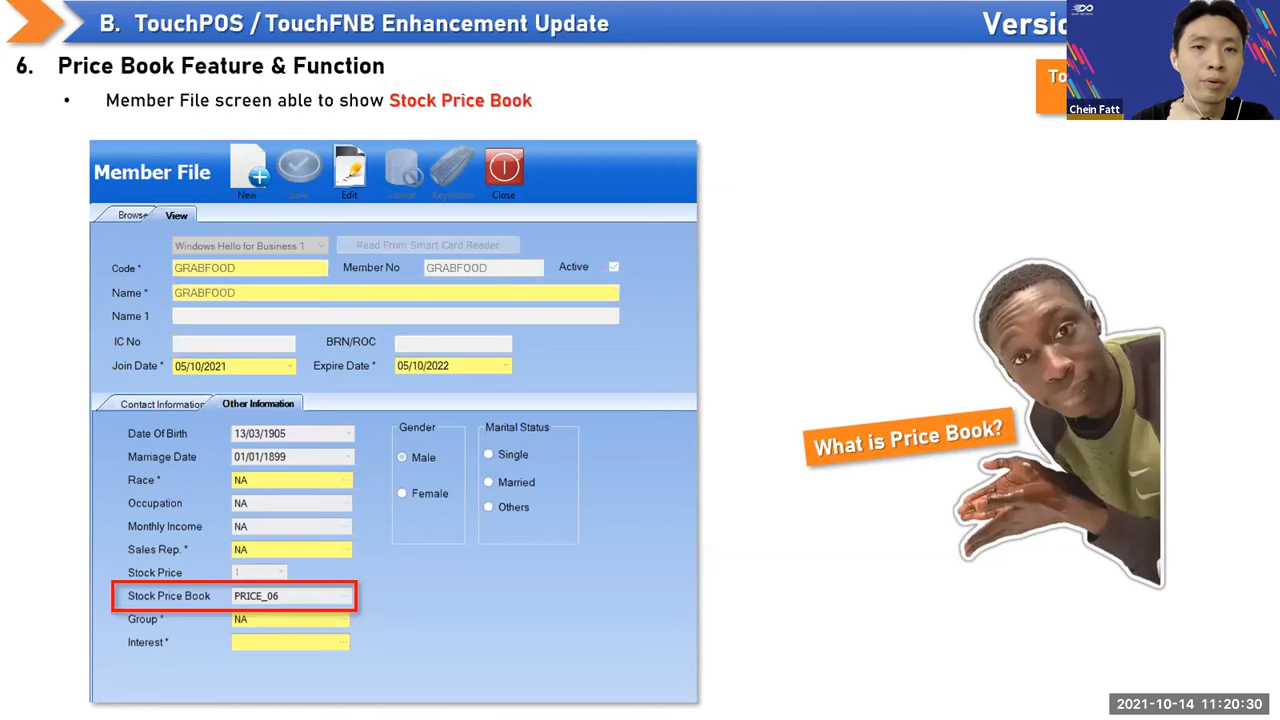 B. TouchPOS / TouchFNB Enhancement Update
Versio
6. Price Book Feature & Function
To
• Member File screen able to show Stock Price Book
Chein Fatt
Member File
New
Edit
Close
Browse
View
Windows Hello for Business 1
Read From Smart Card Reader
Code *
GRABFOOD
Member No
GRABFOOD
Active
Name *
GRABFOOD
Name 1
IC No
BRN/ROC
Join Date *
05/10/2021
Expire Date *
05/10/2022
Contact Information
Other Information
Date Of Birth
13/03/1905
Marriage Date
01/01/1899
Race *
NA
Occupation
NA
Monthly Income
NA
Sales Rep. *
NA
Stock Price
1
Stock Price Book
PRICE_06
Group *
NA
Interest *
Gender
Male
Female
Marital Status
Single
Married
Others
What is Price Book?
2021-10-14 11:20:30